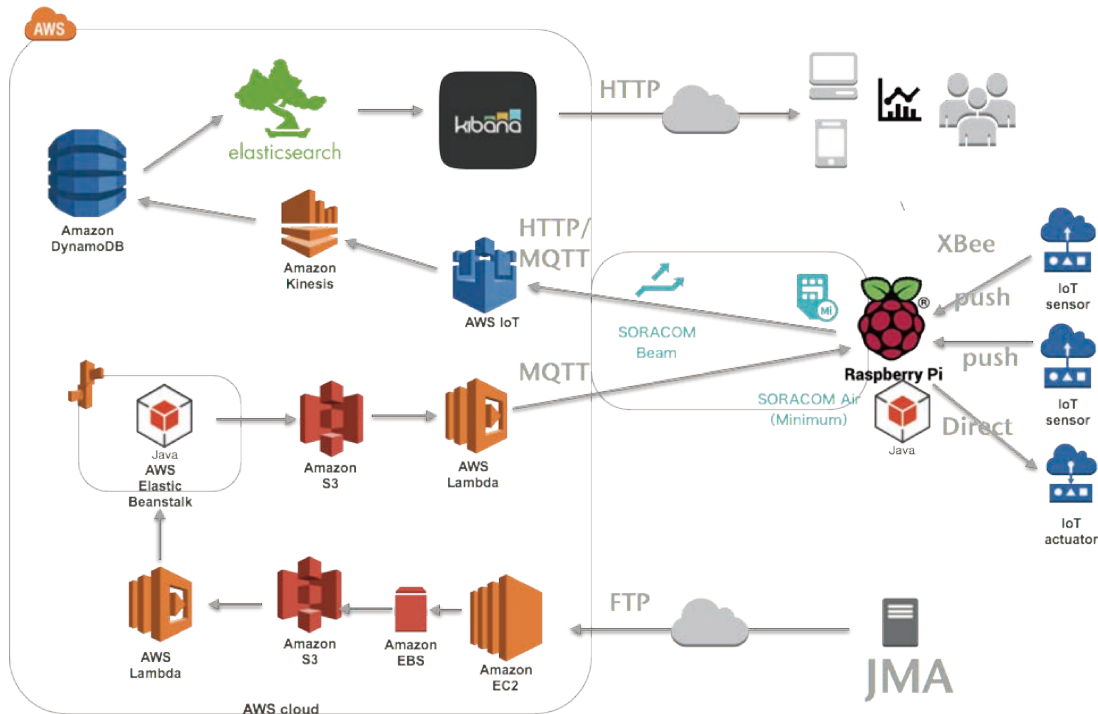 AWS
HTTP
elasticsearch
kibana
Amazon
DynamoDB
Amazon
Kinesis
HTTP/
MQTT
AWS IoT
SORACOM
Beam
Mi
®
Raspberry Pi
XBee
push
IoT
sensor
push
IoT
sensor
MQTT
SORACOM Air
(Minimum)
Java
Direct
IoT
actuator
Java
AWS
Elastic
Beanstalk
Amazon
S3
AWS
Lambda
AWS
Lambda
Amazon
S3
Amazon
EBS
Amazon
EC2
FTP
JMA
AWS cloud